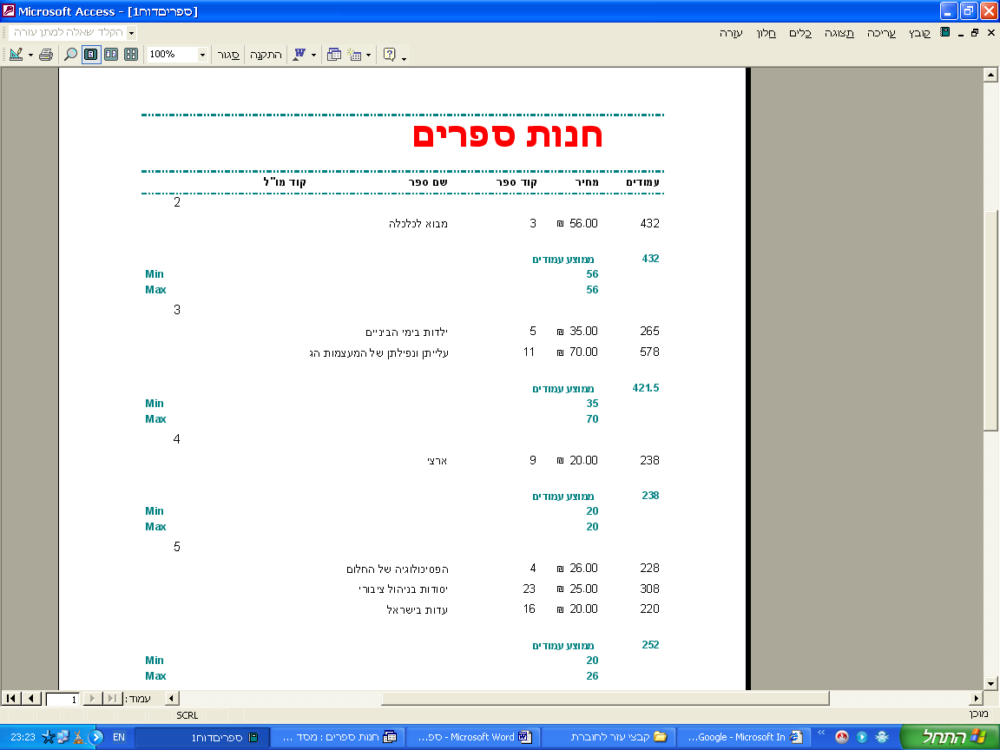 Microsoft Access - [ספרים‎דוח1]
קובץ עריכה תצוגה כלים חלון עזרה הקלד שאלה למתן עזרה
100% סגור התקנה
חנות ספרים
עמודים מחיר קוד ספר שם ספר קוד מו"ל
2
432 ₪ 56.00 3 מבוא לכלכלה
432 ממוצע עמודים
56 Min
56 Max
3
265 ₪ 35.00 5 ילדות בימי הביניים
578 ₪ 70.00 11 עלייתן ונפילתן של המעצמות הג
421.5 ממוצע עמודים
35 Min
70 Max
4
238 ₪ 20.00 9 ארצי
238 ממוצע עמודים
20 Min
20 Max
5
228 ₪ 26.00 4 הפסיכולוגיה של החלום
308 ₪ 25.00 23 יסודות בניהול ציבורי
220 ₪ 20.00 16 עדות בישראל
252 ממוצע עמודים
20 Min
26 Max
עמוד: 1
מוכן SCRL
התחל Google - Microsoft In... קבצי עזר לחוברת ספ... - Microsoft Word חנות ספרים : מסד ... ספריםדוח1 EN 23:23